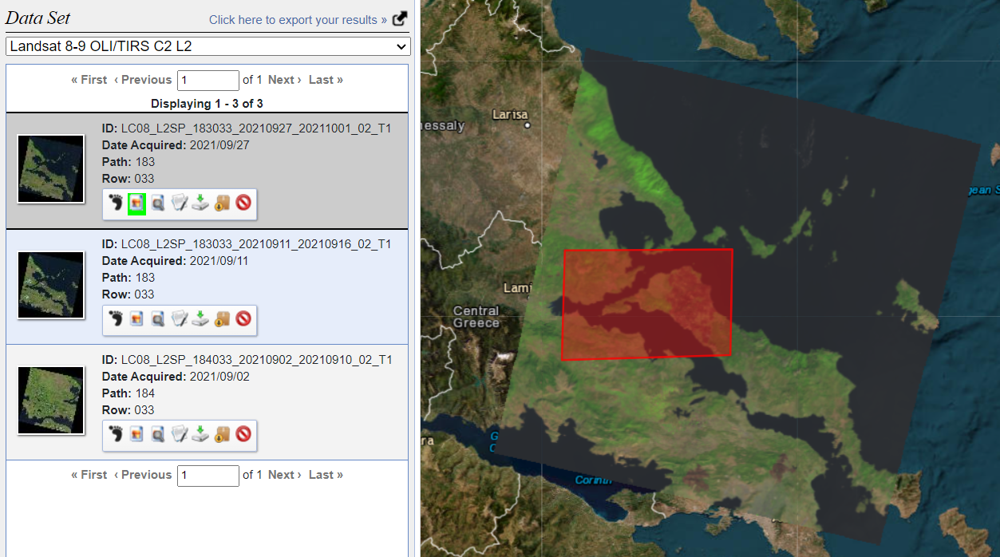 Data Set
Click here to export your results »
Landsat 8-9 OLI/TIRS C2 L2
« First ‹ Previous 1 of 1 Next › Last »
Displaying 1 - 3 of 3
ID: LC08_L2SP_183033_20210927_20211001_02_T1
Date Acquired: 2021/09/27
Path: 183
Row: 033
ID: LC08_L2SP_183033_20210911_20210916_02_T1
Date Acquired: 2021/09/11
Path: 183
Row: 033
ID: LC08_L2SP_184033_20210902_20210910_02_T1
Date Acquired: 2021/09/02
Path: 184
Row: 033
« First ‹ Previous 1 of 1 Next › Last »
Larisa
essaly
gean S
Lami
Central
Greece
ra
G
C
Corinth